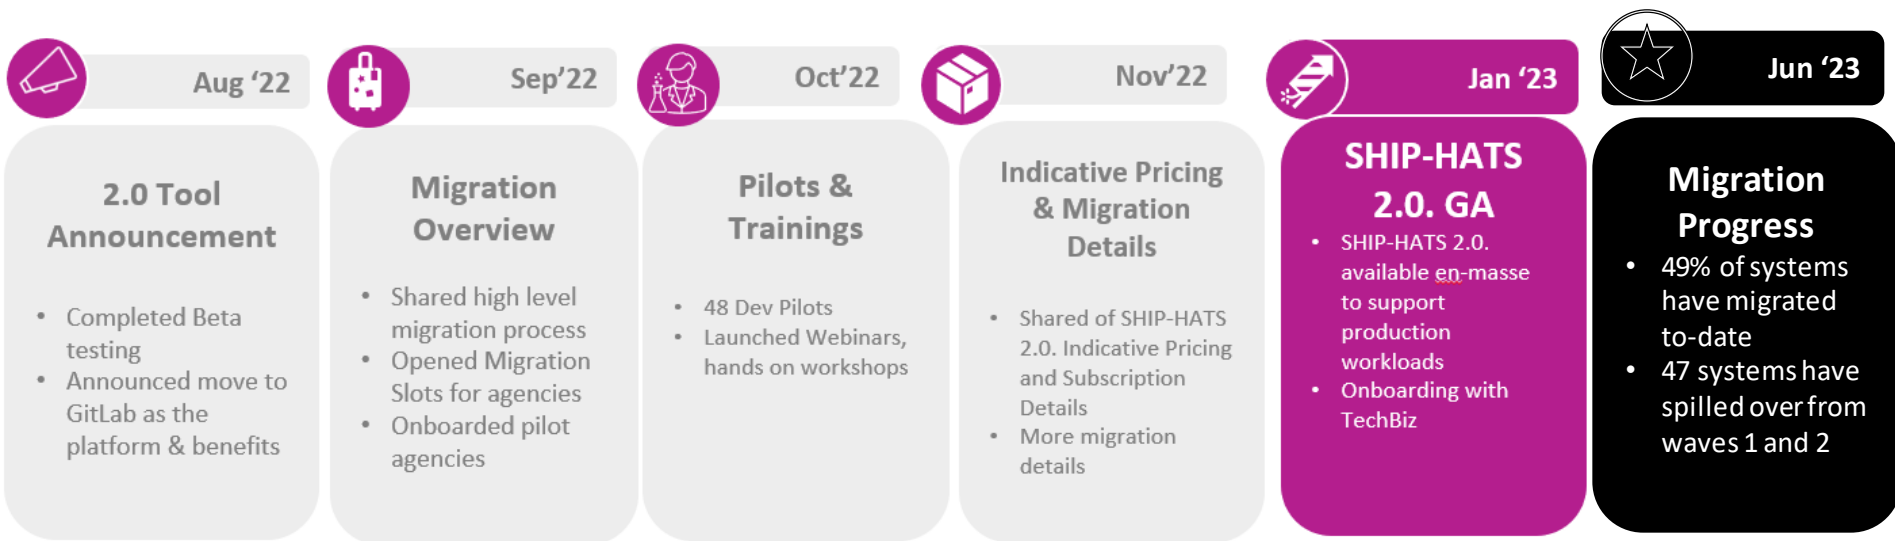 Aug ‘22
2.0 Tool
Announcement
• Completed Beta
testing
• Announced move to
GitLab as the
platform & benefits
Sep’22
Migration
Overview
• Shared high level
migration process
• Opened Migration
Slots for agencies
• Onboarded pilot
agencies
Oct’22
Pilots &
Trainings
• 48 Dev Pilots
• Launched Webinars,
hands on workshops
Nov’22
Indicative Pricing
& Migration
Details
• Shared of SHIP-HATS
2.0. Indicative Pricing
and Subscription
Details
• More migration
details
Jan ‘23
SHIP-HATS
2.0. GA
• SHIP-HATS 2.0.
available en-masse
to support
production
workloads
• Onboarding with
TechBiz
Jun ‘23
Migration
Progress
• 49% of systems
have migrated
to-date
• 47 systems have
spilled over from
waves 1 and 2